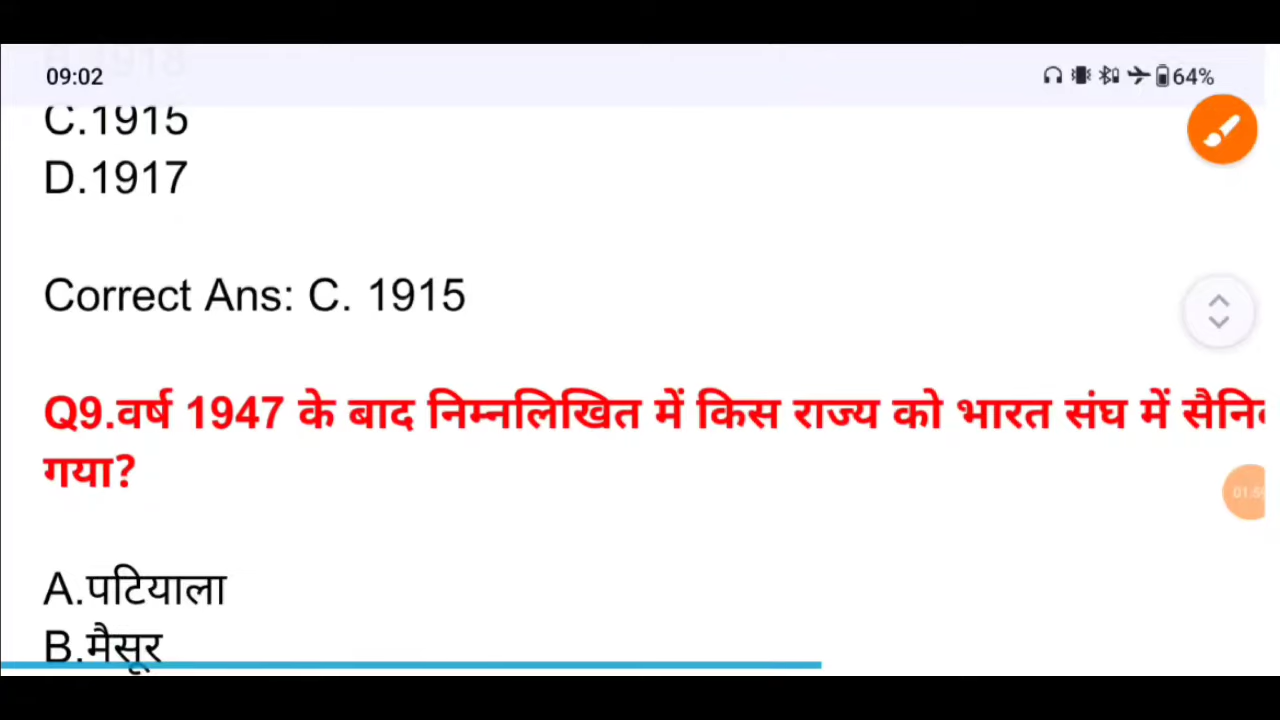 09:02
64%
C.1915
D.1917
Correct Ans: C. 1915
Q9.वर्ष 1947 के बाद निम्नलिखित में किस राज्य को भारत संघ में
गया?
A.पटियाला
B.मैसूर